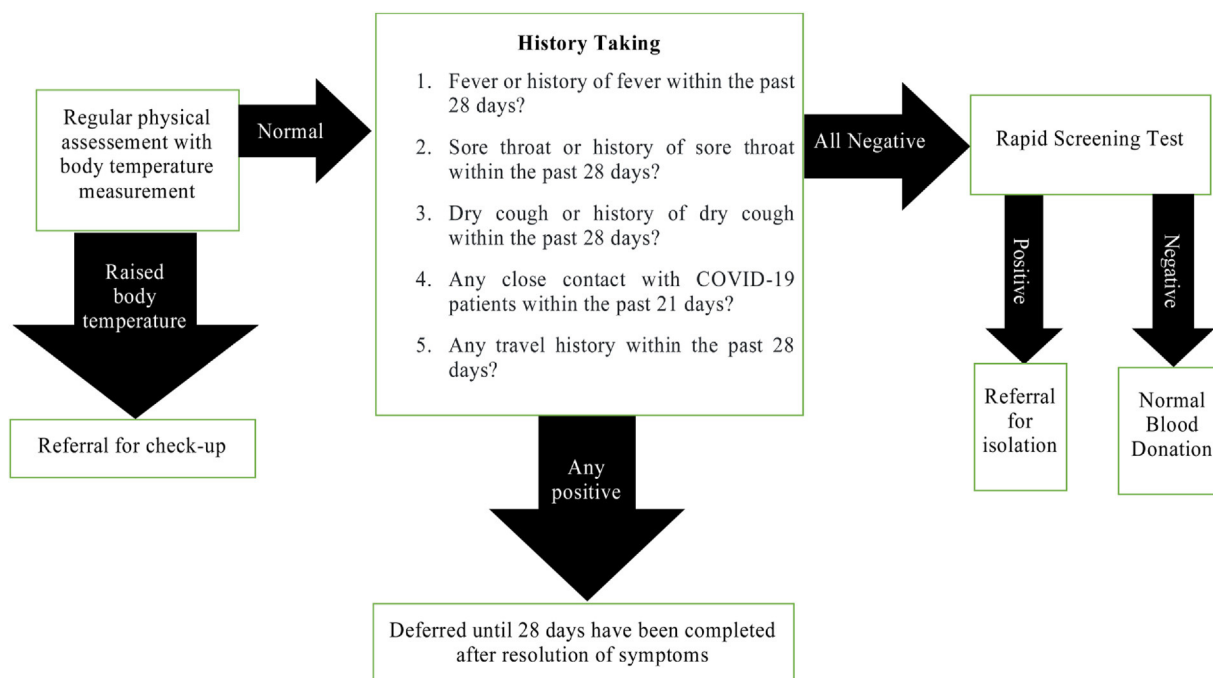 Regular physical
assessment with
body temperature
measurement
Normal
Raised
body
temperature
Referral for check-up
History Taking
1. Fever or history of fever within the past
28 days?
2. Sore throat or history of sore throat
within the past 28 days?
3. Dry cough or history of dry cough
within the past 28 days?
4. Any close contact with COVID-19
patients within the past 21 days?
5. Any travel history within the past 28
days?
Any
positive
Deferred until 28 days have been completed
after resolution of symptoms
All Negative
Rapid Screening Test
Positive
Negative
Referral
for
isolation
Normal
Blood
Donation